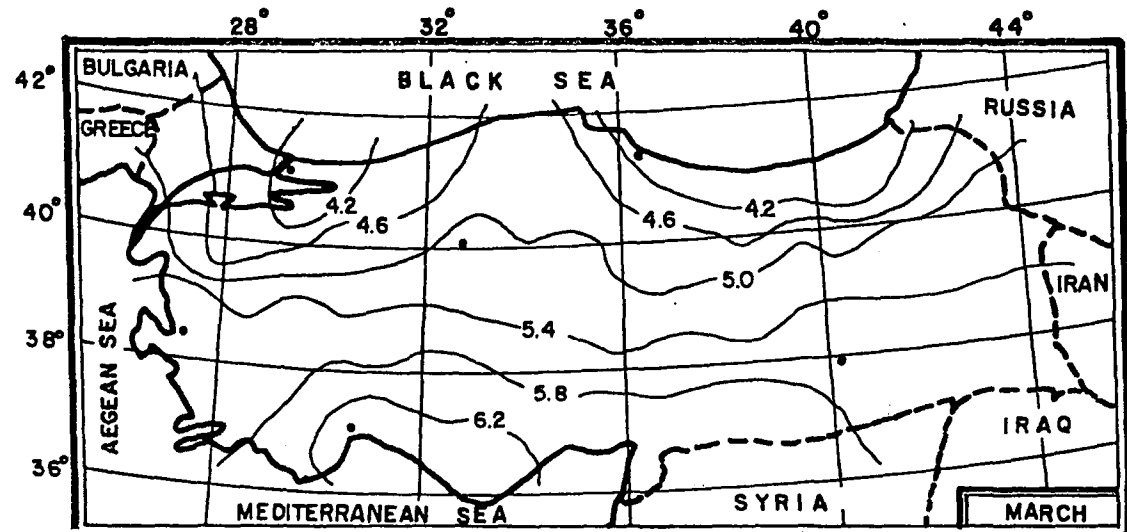 28° 32° 36° 40° 44°
42°
BULGARIA
BLACK SEA
RUSSIA
GREECE
40°
4.2
4.6
4.6
4.2
5.0
IRAN
38°
AEGEAN SEA
5.4
5.8
6.2
IRAQ
36°
MEDITERRANEAN SEA
SYRIA
MARCH